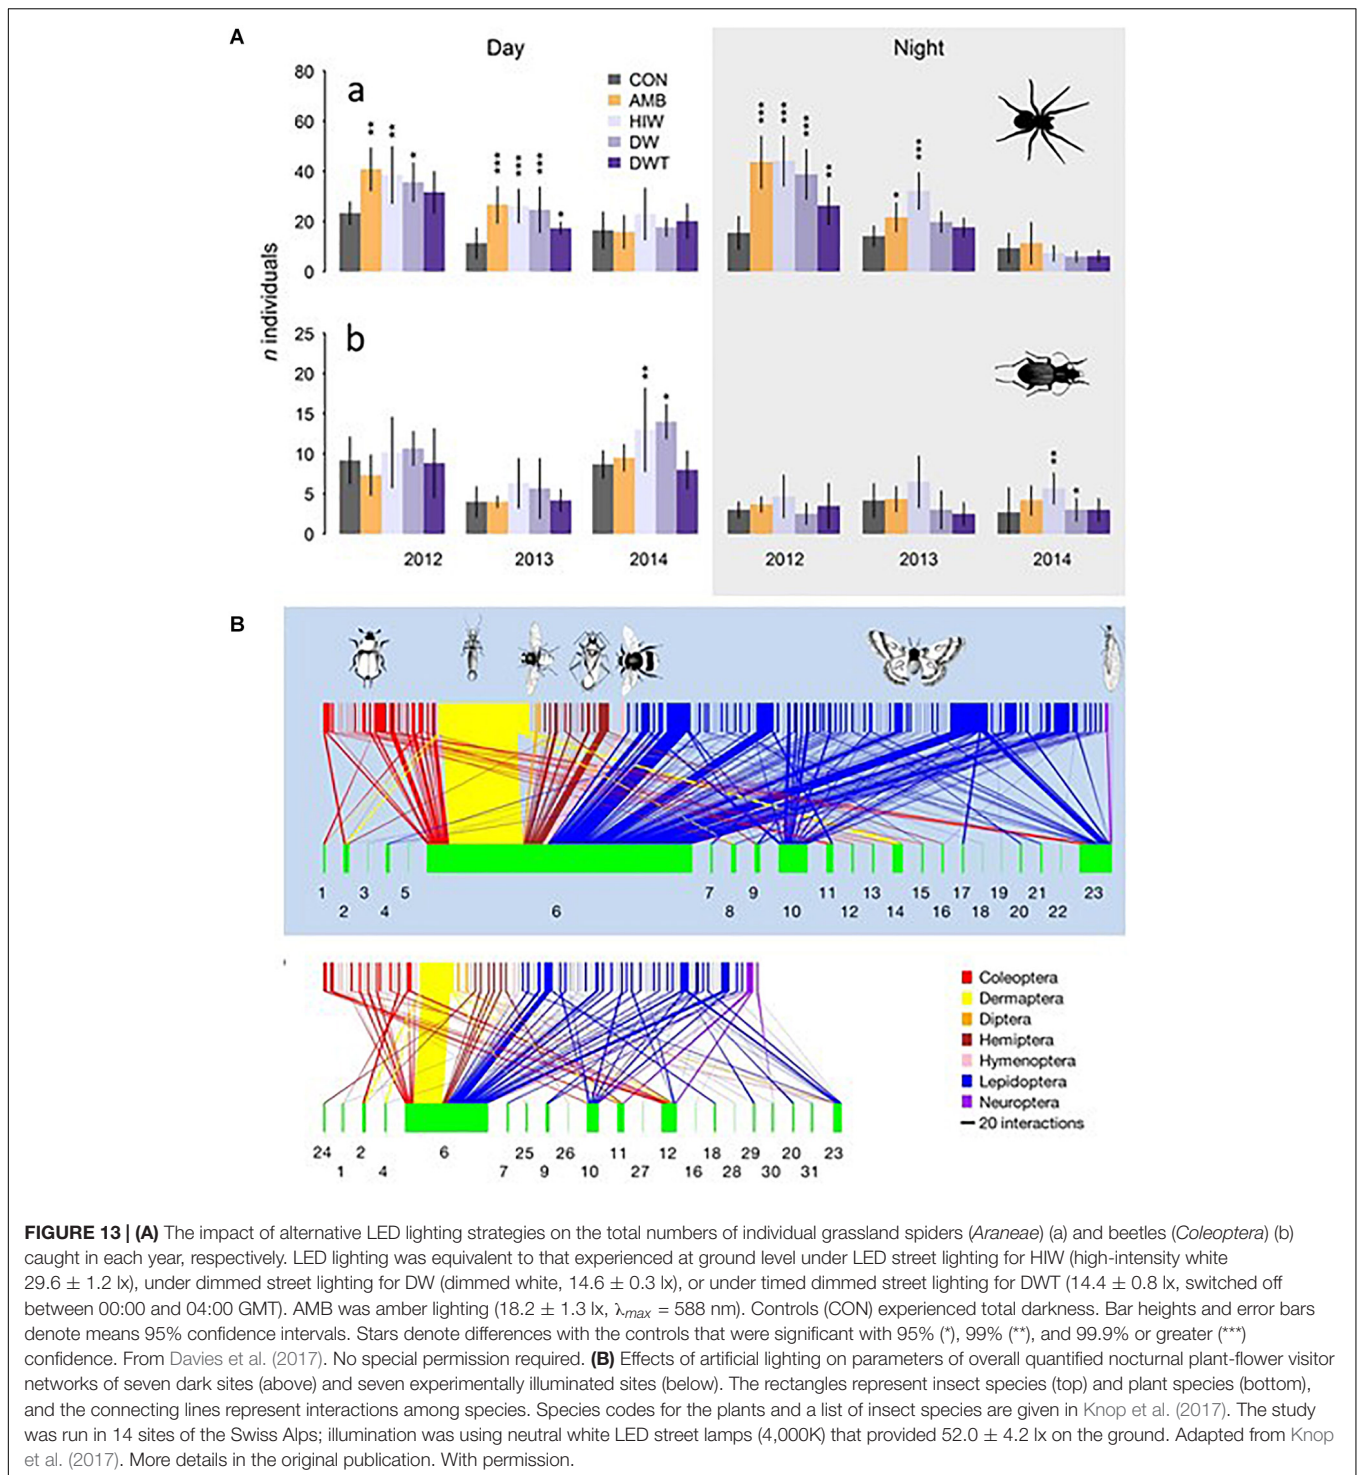 A
Day
Night
a
80
60
40
20
0
CON
AMB
HIW
DW
DWT
n individuals
b
25
20
15
10
5
0
2012 2013 2014 2012 2013 2014
B
1 3 5 7 9 11 13 15 17 19 21 23
2 4 6 8 10 12 14 16 18 20 22
Coleoptera
Dermaptera
Diptera
Hemiptera
Hymenoptera
Lepidoptera
Neuroptera
20 interactions
24 2 6 25 26 11 12 18 29 20 23
1 4 7 9 10 27 16 28 30 31
FIGURE 13 | (A) The impact of alternative LED lighting strategies on the total numbers of individual grassland spiders (Araneae) (a) and beetles (Coleoptera) (b)
caught in each year, respectively. LED lighting was equivalent to that experienced at ground level under LED street lighting for HIW (high-intensity white
29.6 ± 1.2 lx), under dimmed street lighting for DW (dimmed white, 14.6 ± 0.3 lx), or under timed dimmed street lighting for DWT (14.4 ± 0.8 lx, switched off
between 00:00 and 04:00 GMT). AMB was amber lighting (18.2 ± 1.3 lx, λmax = 588 nm). Controls (CON) experienced total darkness. Bar heights and error bars
denote means 95% confidence intervals. Stars denote differences with the controls that were significant with 95% (*), 99% (**), and 99.9% or greater (***)
confidence. From Davies et al. (2017). No special permission required. (B) Effects of artificial lighting on parameters of overall quantified nocturnal plant-flower visitor
networks of seven dark sites (above) and seven experimentally illuminated sites (below). The rectangles represent insect species (top) and plant species (bottom),
and the connecting lines represent interactions among species. Species codes for the plants and a list of insect species are given in Knop et al. (2017). The study
was run in 14 sites of the Swiss Alps; illumination was using neutral white LED street lamps (4,000K) that provided 52.0 ± 4.2 lx on the ground. Adapted from Knop
et al. (2017). More details in the original publication. With permission.